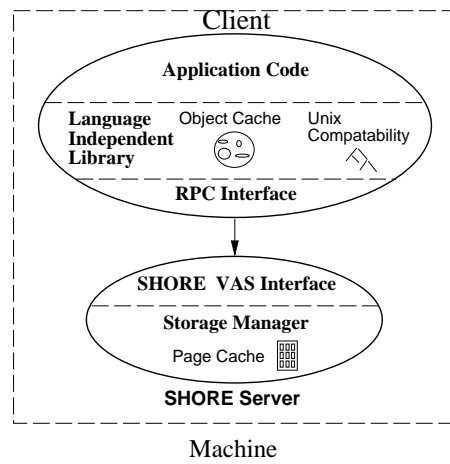 Client
Application Code
Language
Independent
Library
Object Cache
Unix
Compatability
RPC Interface
SHORE VAS Interface
Storage Manager
Page Cache
SHORE Server
Machine